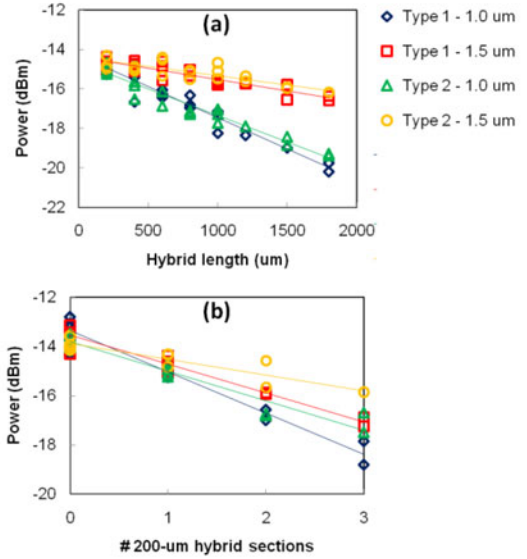 (a)
-12
-14
-16
-18
-20
-22
Power (dBm)
0
500
1000
1500
2000
Hybrid length (um)
Type 1 - 1.0 um
Type 1 - 1.5 um
Type 2 - 1.0 um
Type 2 - 1.5 um
(b)
-12
-14
-16
-18
-20
Power (dBm)
0
1
2
3
# 200-um hybrid sections